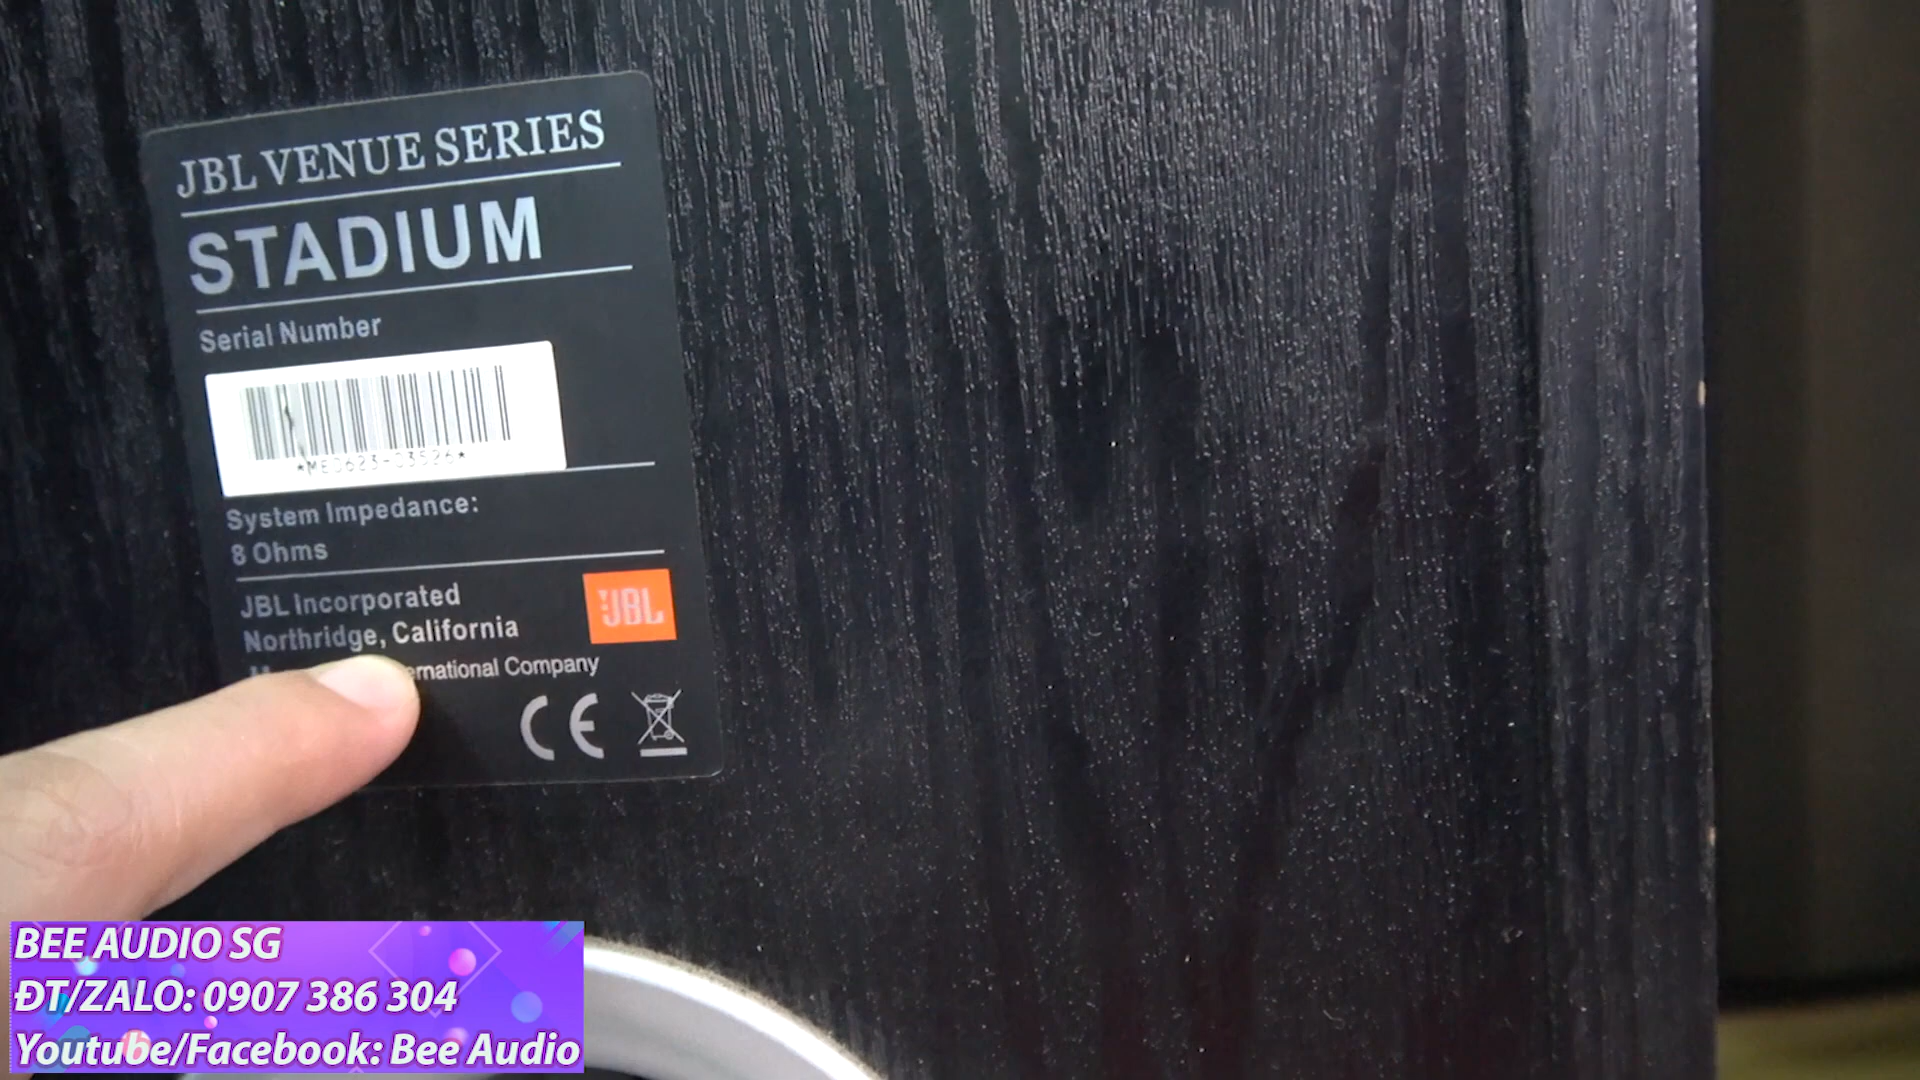 JBL VENUE SERIES
STADIUM
Serial Number
System Impedance:
8 Ohms
JBL Incorporated
Northridge, California
JBL
Company
CE
BEE AUDIO SG
ĐT/ZALO: 0907 386 304
Youtube/Facebook: Bee Audio